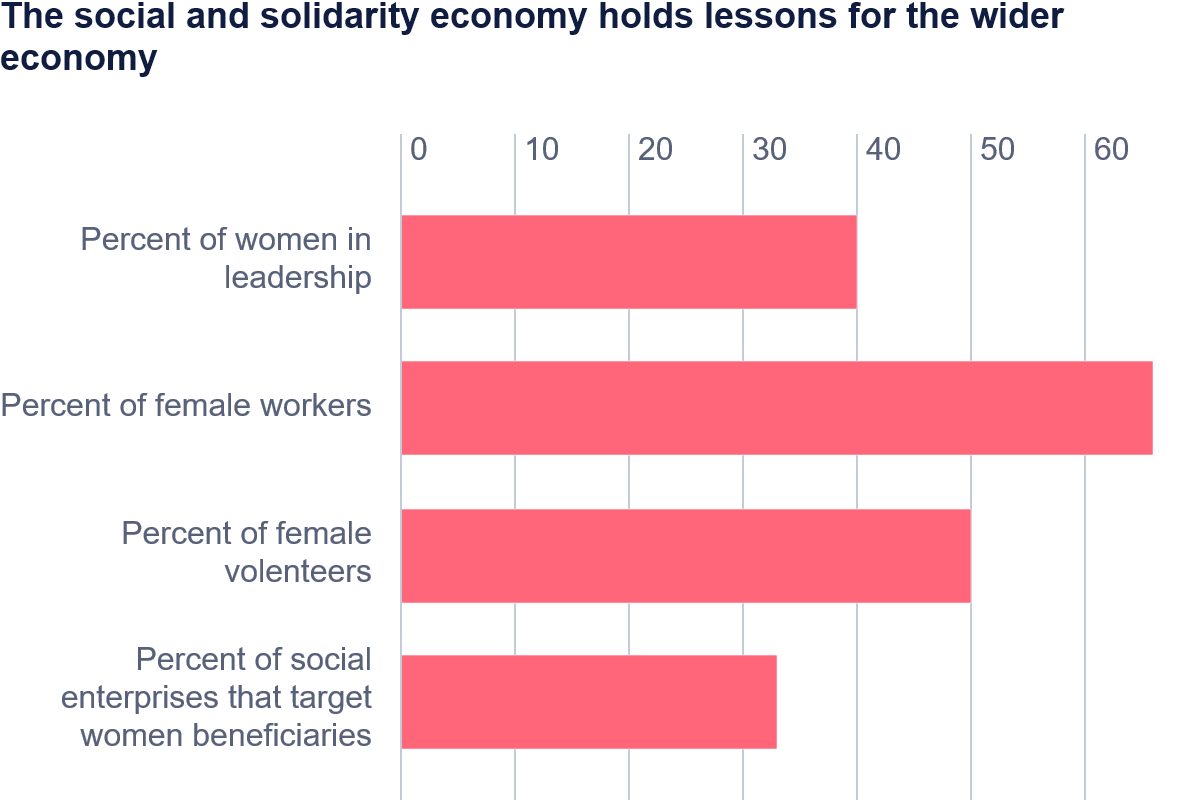 The social and solidarity economy holds lessons for the wider
economy
0 10 20 30 40 50 60
Percent of women in
leadership
Percent of female workers
Percent of female
volenteers
Percent of social
enterprises that target
women beneficiaries